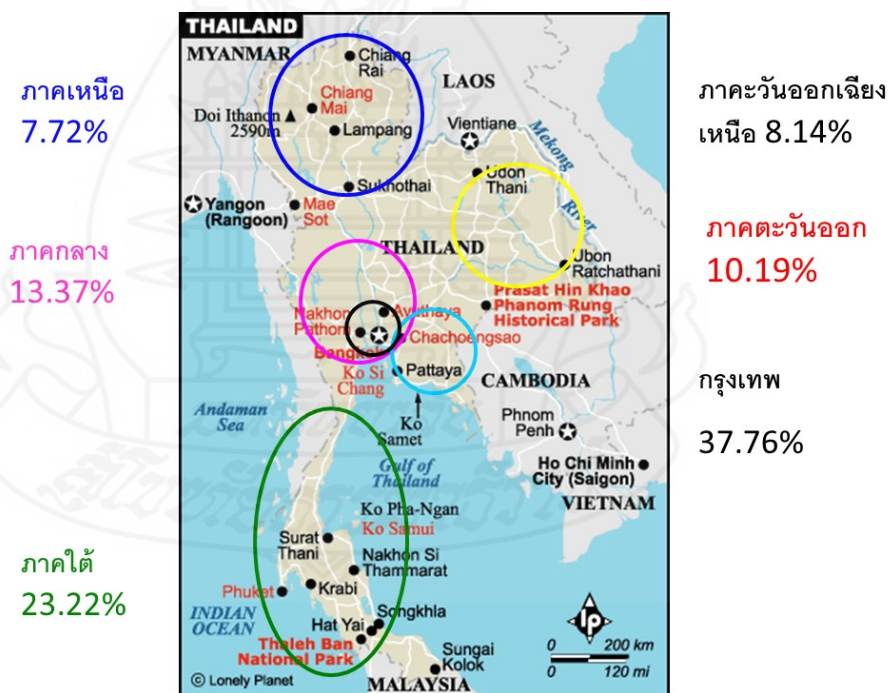 THAILAND
MYANMAR
Chiang
Rai
LAOS
Chiang
Mai
Doi Ithanon
2590m
Lampang
Vientiane
Mekong
River
Udon
Thani
Sukhothai
Yangon
(Rangoon)
Mae
Sot
THAILAND
Ubon
Ratchathani
Prasat Hin Khao
Phanom Rung
Historical Park
Nakhon
Pathom
Ayuthaya
Bangkok
Chachoengsao
Ko Si
Chang
Pattaya
CAMBODIA
Andaman
Sea
Ko
Samet
Phnom
Penh
Gulf of
Thailand
Ho Chi Minh
City (Saigon)
VIETNAM
Ko Pha-Ngan
Ko Samui
Surat
Thani
Nakhon Si
Thammarat
Phuket
Krabi
INDIAN
OCEAN
Songkhla
Hat Yai
Thaleh Ban
National Park
Sungai
Kolok
lp
0 200 km
0 120 mi
© Lonely Planet
MALAYSIA
ภาคเหนือ
7.72%
ภาคกลาง
13.37%
ภาคใต้
23.22%
ภาคะวันออกเฉียง
เหนือ 8.14%
ภาคตะวันออก
10.19%
กรุงเทพ
37.76%